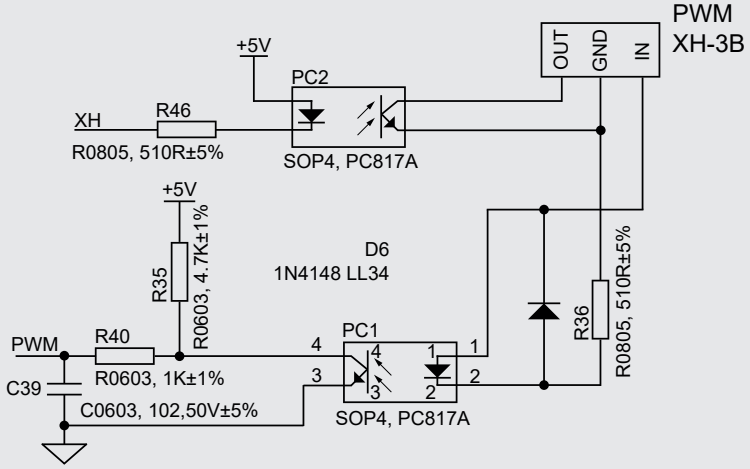 PWM
XH-3B
OUT
GND
IN
+5V
PC2
R46
XH
R0805, 510R±5%
SOP4, PC817A
+5V
R35
R0603, 4.7K±1%
D6
1N4148 LL34
R36
R0805, 510R±5%
PC1
PWM
R40
4
4
1
1
R0603, 1K±1%
3
3
2
2
C39
C0603, 102,50V±5%
SOP4, PC817A